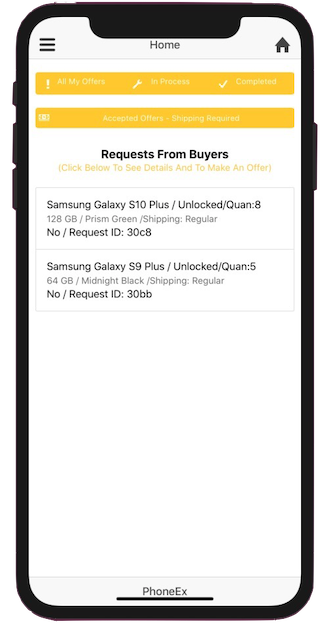 Home
All My Offers In Process Completed
Accepted Offers - Shipping Required
Requests From Buyers
(Click Below To See Details And To Make An Offer)
Samsung Galaxy S10 Plus / Unlocked/Quan:8
128 GB / Prism Green /Shipping: Regular
No / Request ID: 30c8
Samsung Galaxy S9 Plus / Unlocked/Quan:5
64 GB / Midnight Black /Shipping: Regular
No / Request ID: 30bb
PhoneEx